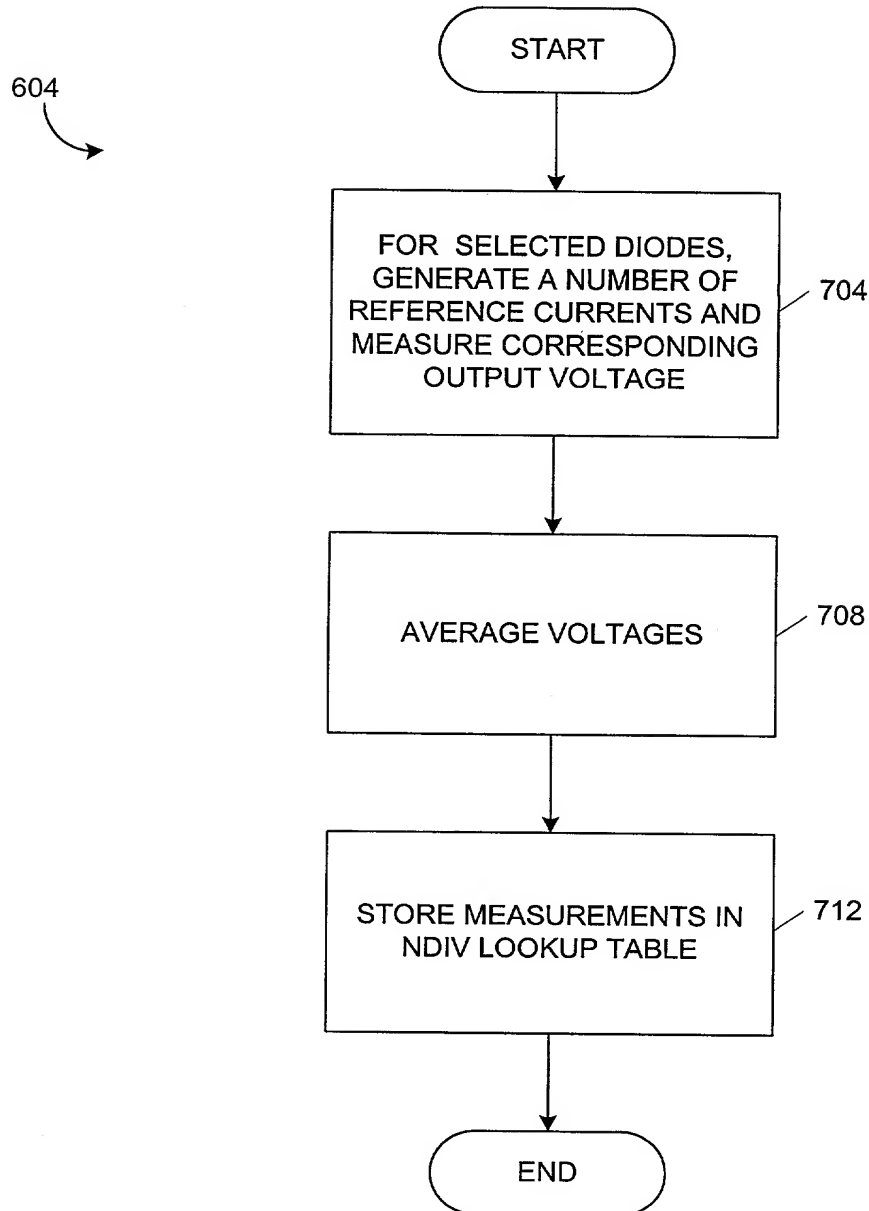 START
604
FOR SELECTED DIODES,
GENERATE A NUMBER OF
REFERENCE CURRENTS AND
MEASURE CORRESPONDING
OUTPUT VOLTAGE
704
AVERAGE VOLTAGES
708
STORE MEASUREMENTS IN
NDIV LOOKUP TABLE
712
END